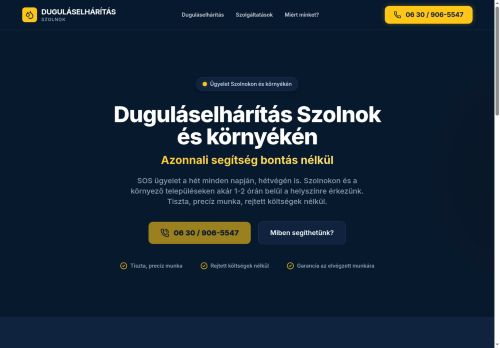 DUGULÁSELHÁRÍTÁS
SZOLNOK
Duguláselhárítás
Szolgáltatások
Miért minket?
06 30 / 906-5547
Ügyelet Szolnokon és környékén
Duguláselhárítás Szolnok
és környékén
Azonnali segítség bontás nélkül
SOS ügyelet a hét minden napján, hétvégén is. Szolnokon és a
környező településeken akár 1-2 órán belül a helyszínre érkezünk.
Tiszta, precíz munka, rejtett költségek nélkül.
06 30 / 906-5547
Miben segíthetünk?
Tiszta, precíz munka
Rejtett költségek nélkül
Garancia az elvégzett munkára